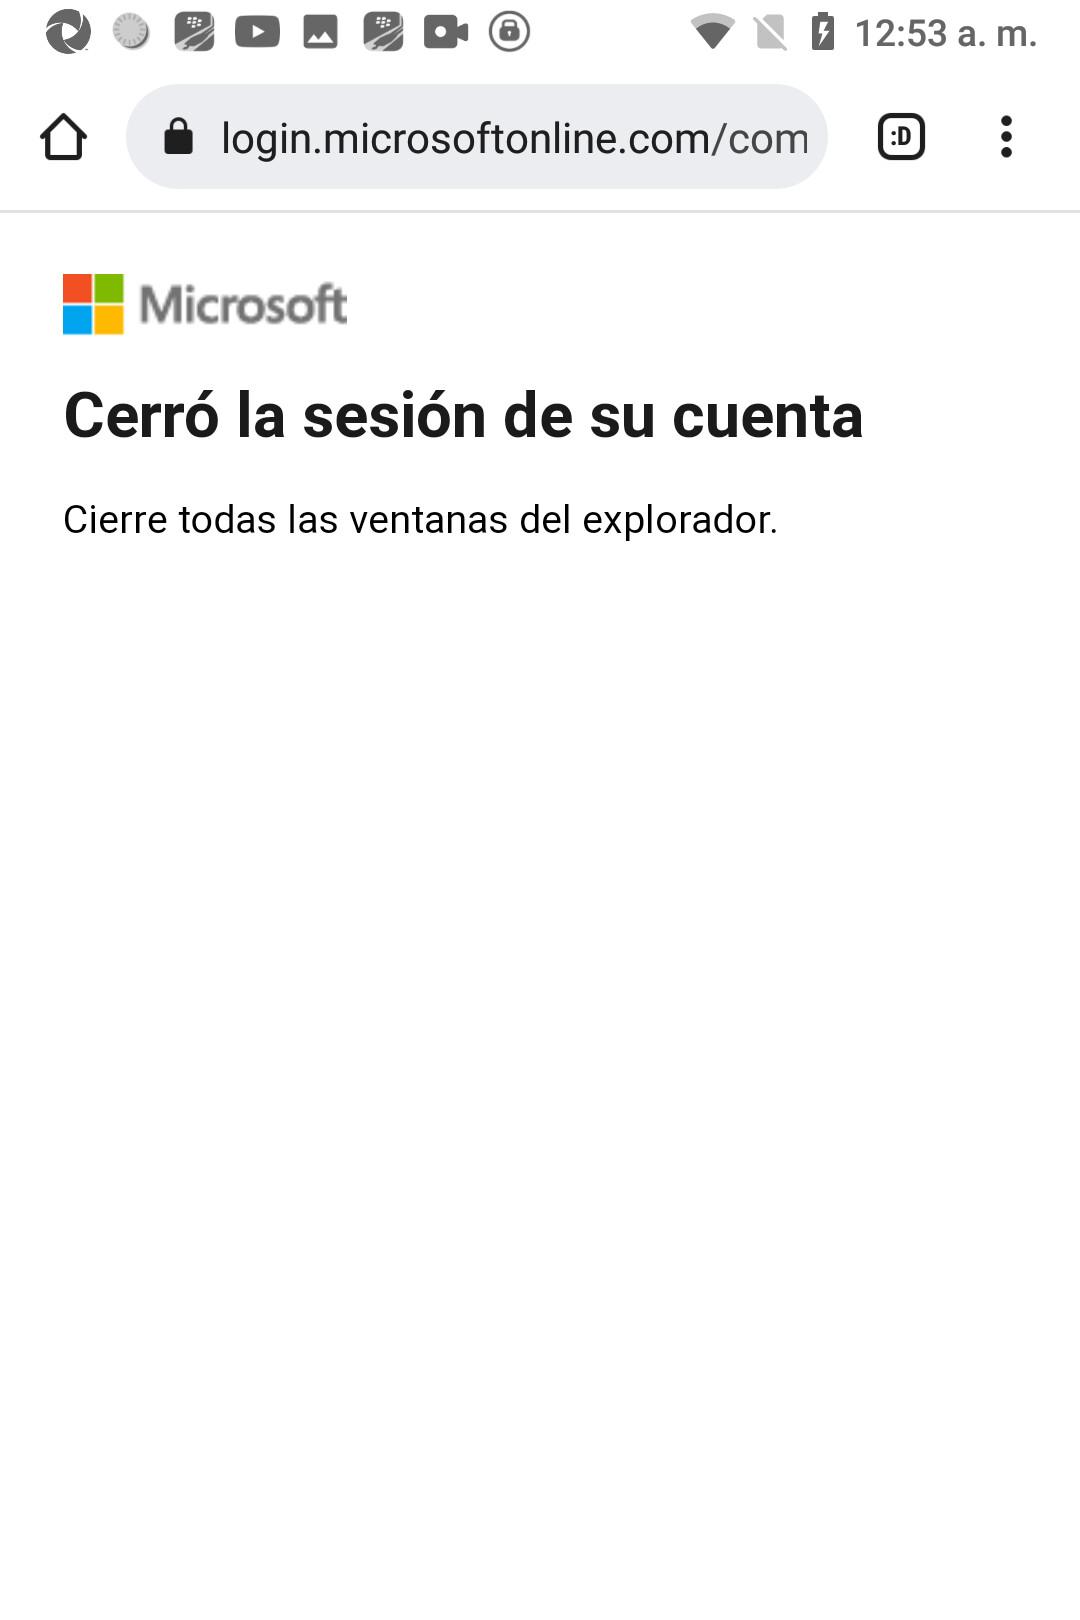 12:53 a. m.
login.microsoftonline.com/com
:D
Microsoft
Cerró la sesión de su cuenta
Cierre todas las ventanas del explorador.